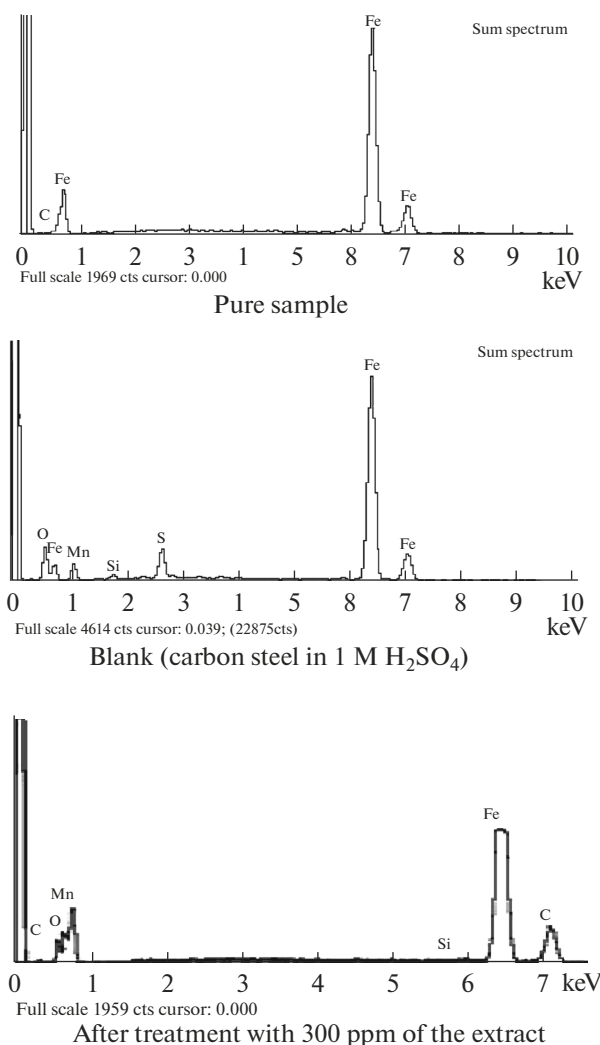 Fe
Sum spectrum
Fe
C
Fe
0 1 2 3 1 5 8 7 8 9 10
Full scale 1969 cts cursor: 0.000
keV
Pure sample
Sum spectrum
Fe
O
Fe
Mn
Si
S
Fe
0 1 2 3 1 5 8 7 8 9 10
Full scale 4614 cts cursor: 0.039; (22875cts)
keV
Blank (carbon steel in 1 M H₂SO₄)
Fe
Mn
C
O
Si
C
0 1 2 3 4 5 6 7 keV
Full scale 1959 cts cursor: 0.000
After treatment with 300 ppm of the extract